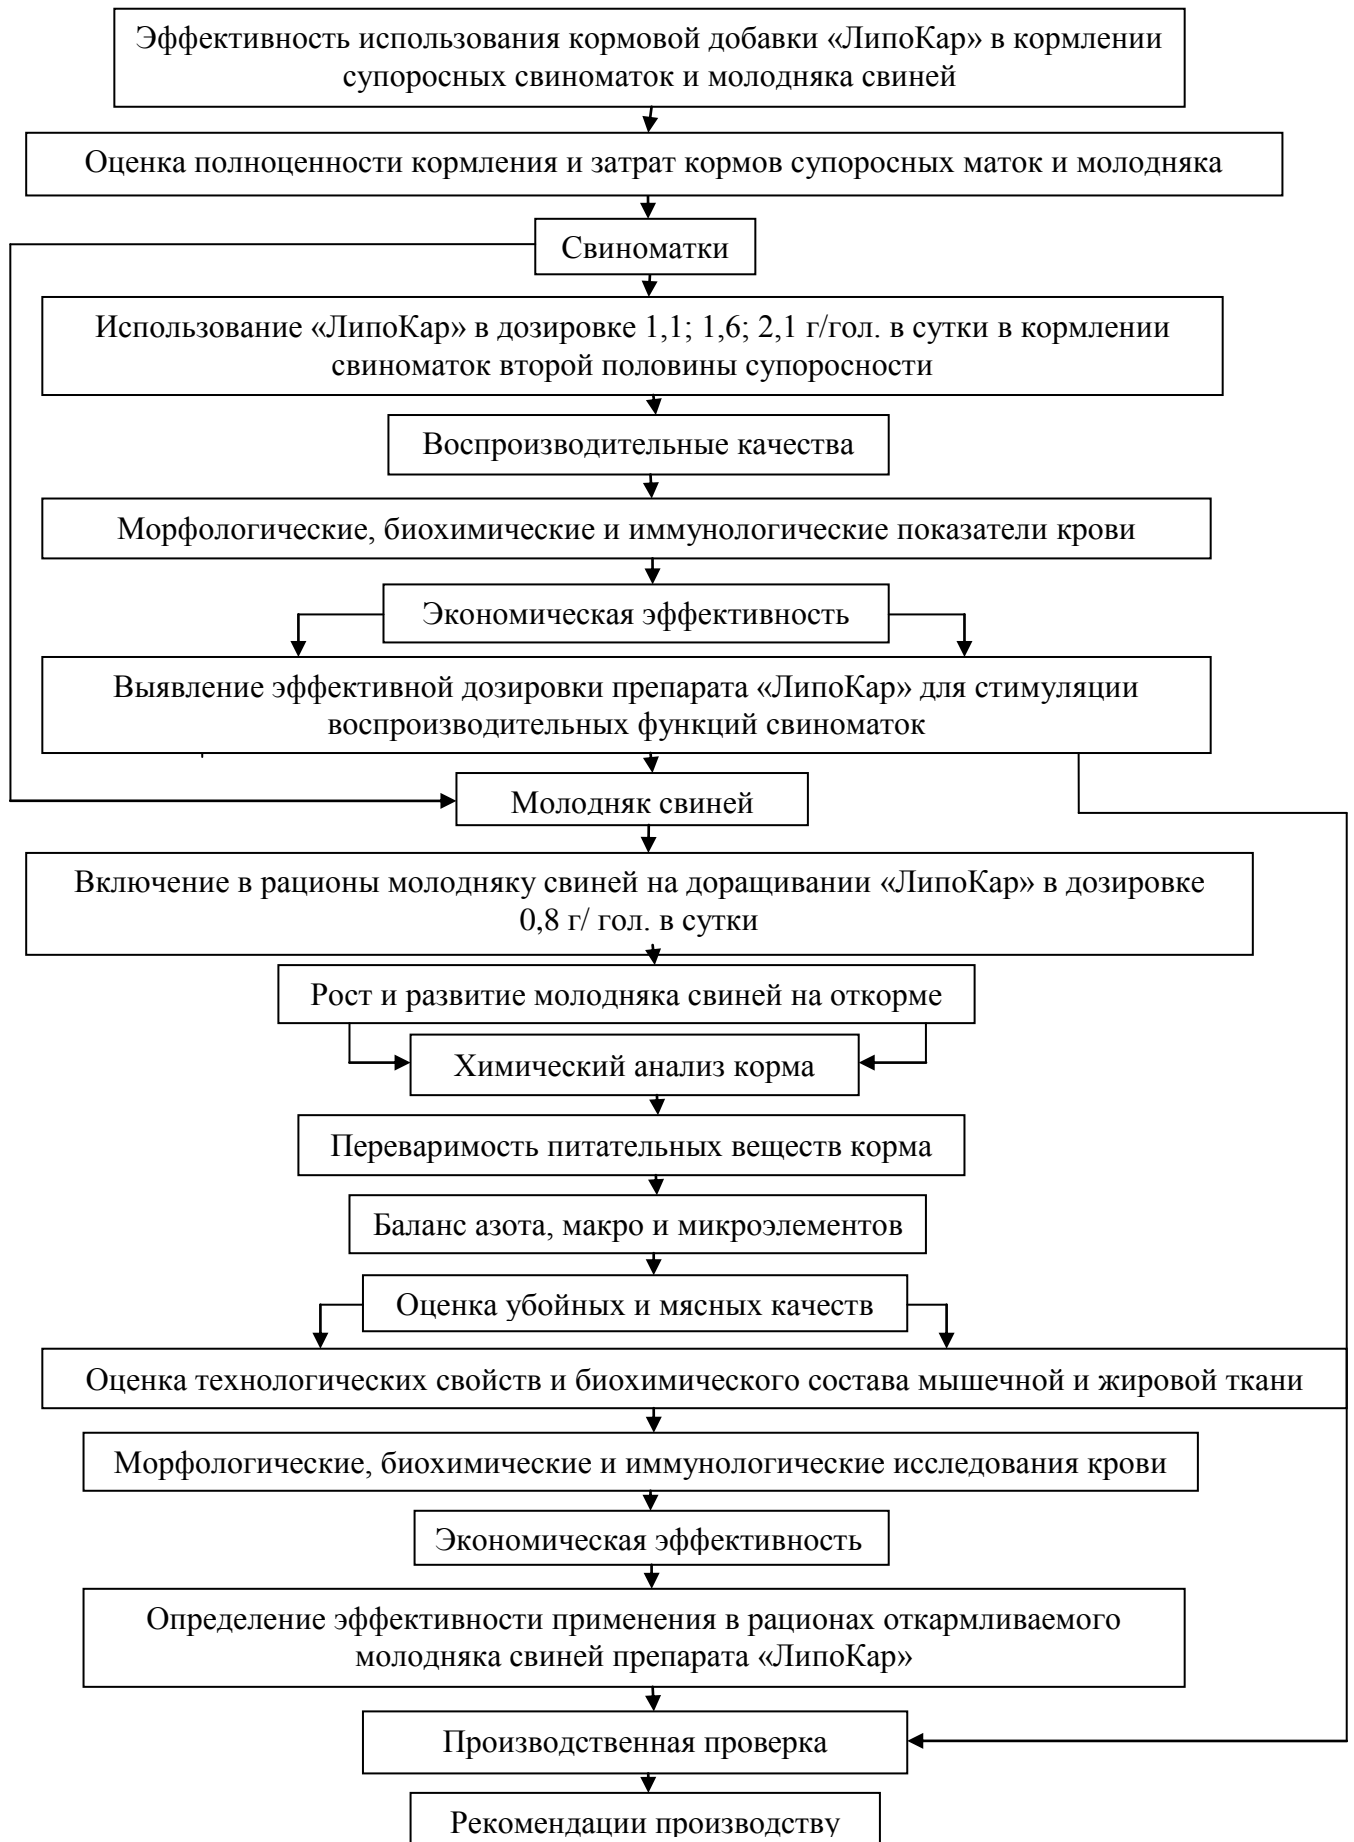 Эффективность использования кормовой добавки «ЛипоКар» в кормлении
супоросных свиноматок и молодняка свиней
Оценка полноценности кормления и затрат кормов супоросных маток и молодняка
Свиноматки
Использование «ЛипоКар» в дозировке 1,1; 1,6; 2,1 г/гол. в сутки в кормлении
свиноматок второй половины супоросности
Воспроизводительные качества
Морфологические, биохимические и иммунологические показатели крови
Экономическая эффективность
Выявление эффективной дозировки препарата «ЛипоКар» для стимуляции
воспроизводительных функций свиноматок
Молодняк свиней
Включение в рационы молодняку свиней на доращивании «ЛипоКар» в дозировке
0,8 г/ гол. в сутки
Рост и развитие молодняка свиней на откорме
Химический анализ корма
Переваримость питательных веществ корма
Баланс азота, макро и микроэлементов
Оценка убойных и мясных качеств
Оценка технологических свойств и биохимического состава мышечной и жировой ткани
Морфологические, биохимические и иммунологические исследования крови
Экономическая эффективность
Определение эффективности применения в рационах откармливаемого
молодняка свиней препарата «ЛипоКар»
Производственная проверка
Рекомендации производству